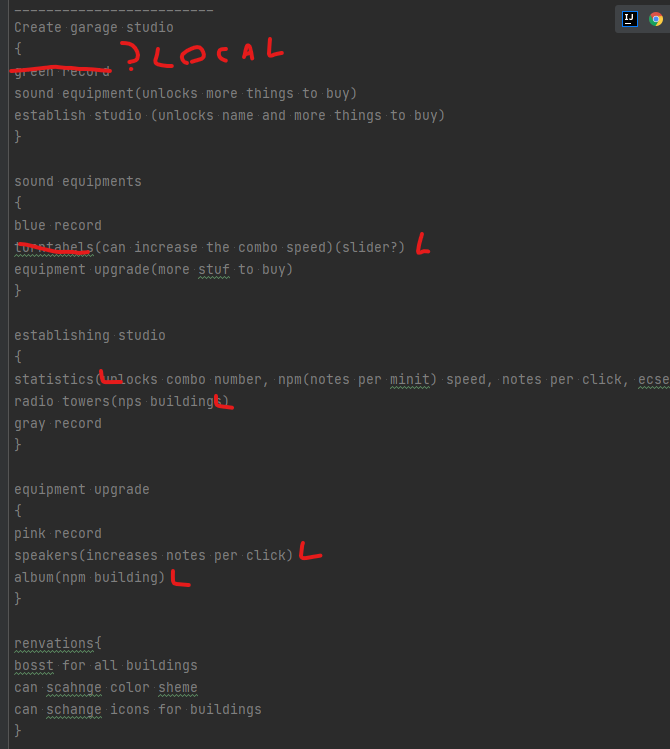 --------------------------
Create garage studio
{
green record ? LOCAL
sound equipment(unlocks more things to buy)
establish studio (unlocks name and more things to buy)
}
sound equipments
{
blue record
torntabels(can increase the combo speed)(slider?) L
equipment upgrade(more stuf to buy)
}
establishing studio
{
statistics(unlocks combo number, npm(notes per minit) speed, notes per click, ecse
L
radio towers(nps buildings) L
gray record
}
equipment upgrade
{
pink record
speakers(increases notes per click) L
album(npm building) L
}
renvations{
bosst for all buildings
can scahnge color sheme
can schange icons for buildings
}
IJ